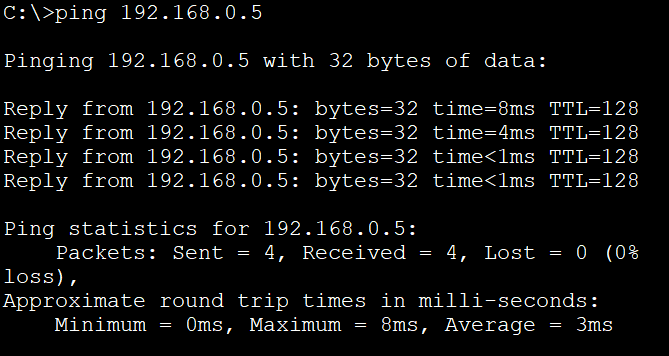 C:\>ping 192.168.0.5
Pinging 192.168.0.5 with 32 bytes of data:
Reply from 192.168.0.5: bytes=32 time=8ms TTL=128
Reply from 192.168.0.5: bytes=32 time=4ms TTL=128
Reply from 192.168.0.5: bytes=32 time<1ms TTL=128
Reply from 192.168.0.5: bytes=32 time<1ms TTL=128
Ping statistics for 192.168.0.5:
    Packets: Sent = 4, Received = 4, Lost = 0 (0%
loss),
Approximate round trip times in milli-seconds:
    Minimum = 0ms, Maximum = 8ms, Average = 3ms